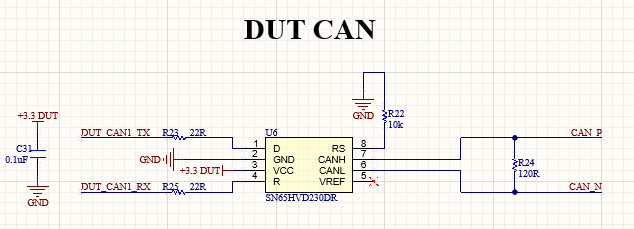 DUT CAN
+3.3 DUT
C31
0.1uF
GND
DUT_CAN1_TX
R23
22R
GND
+3.3 DUT
DUT_CAN1_RX
R25
22R
U6
1
D
2
GND
3
VCC
4
R
RS
8
CANH
7
CANL
6
VREF
5
SN65HVD230DR
GND
R22
10k
CAN_P
R24
120R
CAN_N